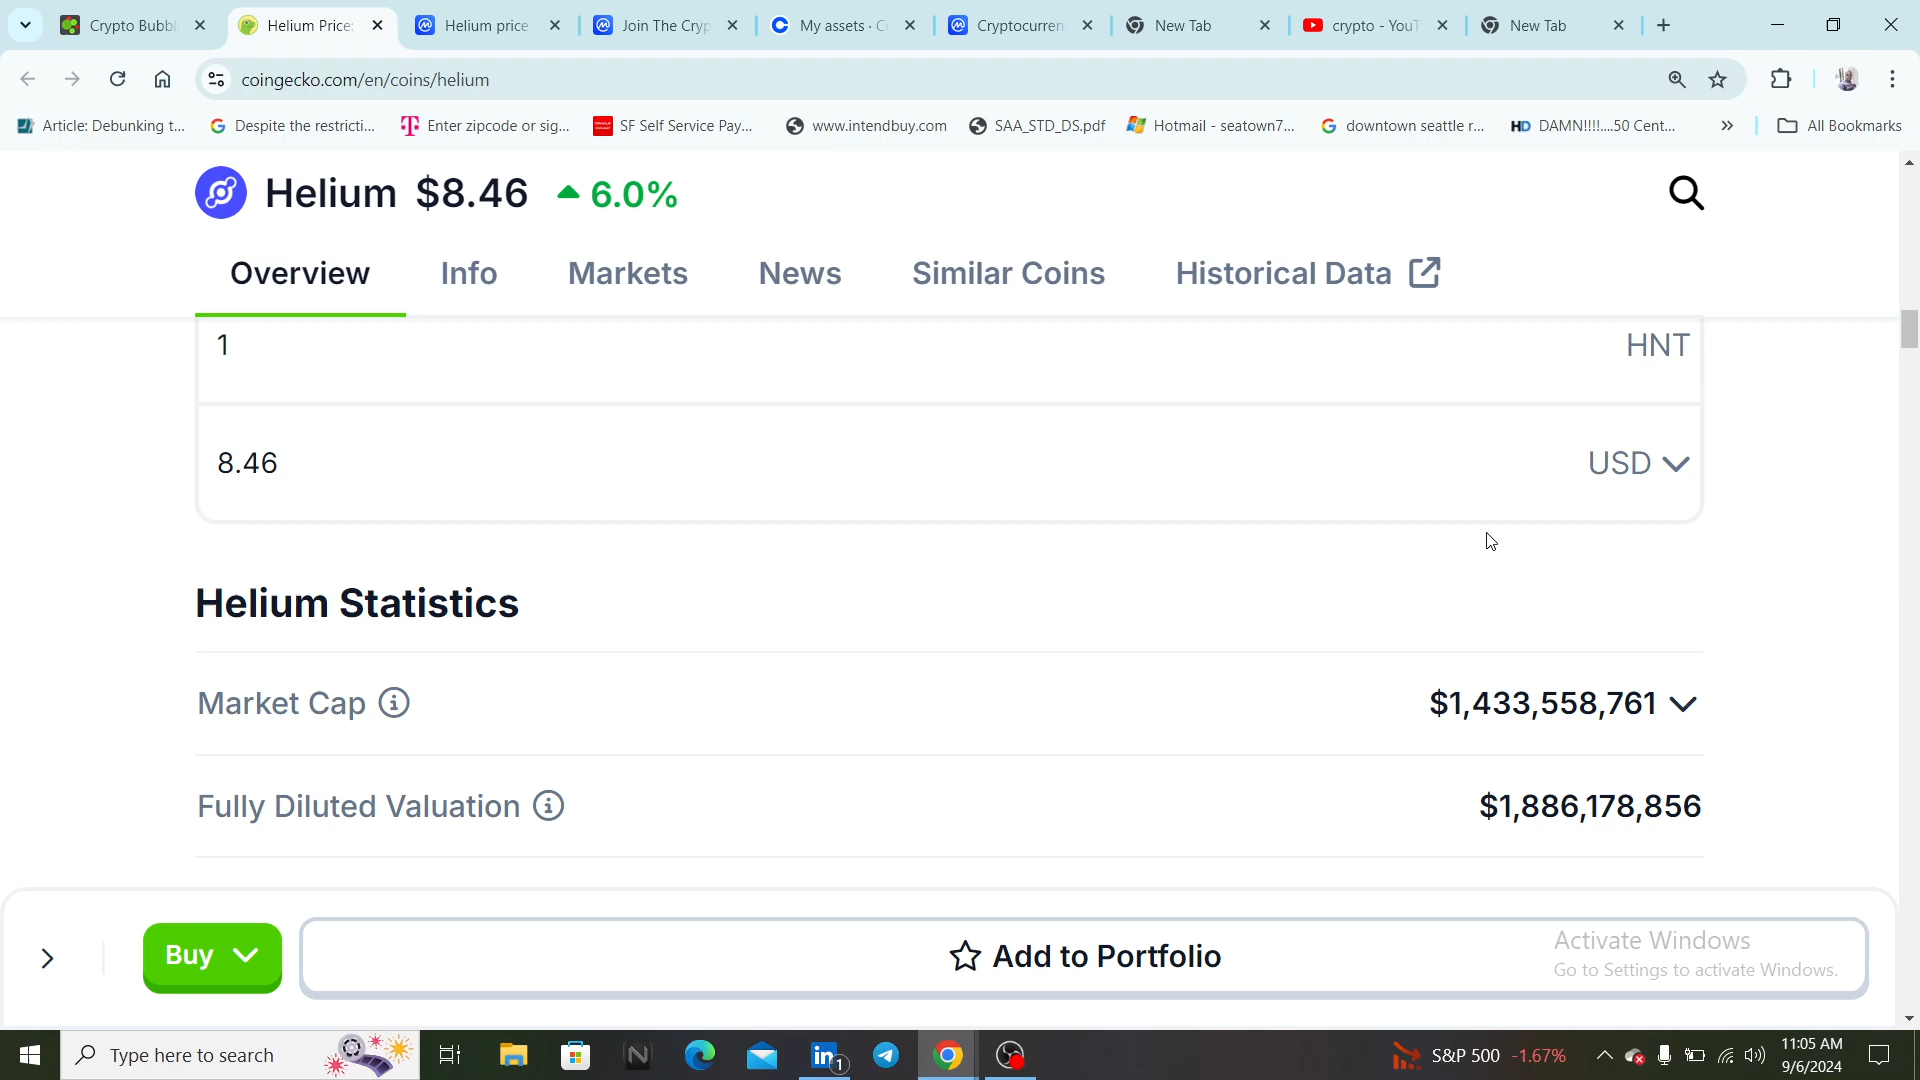 Crypto Bubbl
Helium Price:
Helium price
Join The Cryp
My assets · C
Cryptocurren
New Tab
crypto - YouT
New Tab
coingecko.com/en/coins/helium
Article: Debunking t...
Despite the restricti...
Enter zipcode or sig...
SF Self Service Pay...
www.intendbuy.com
SAA_STD_DS.pdf
Hotmail - seatown7...
downtown seattle r...
HD DAMN!!!!....50 Cent...
All Bookmarks
Helium $8.46 6.0%
Overview
Info
Markets
News
Similar Coins
Historical Data
1 HNT
8.46 USD
Helium Statistics
Market Cap $1,433,558,761
Fully Diluted Valuation $1,886,178,856
Buy
Add to Portfolio
Activate Windows
Go to Settings to activate Windows.
Type here to search
1
S&P 500 -1.67%
11:05 AM
9/6/2024